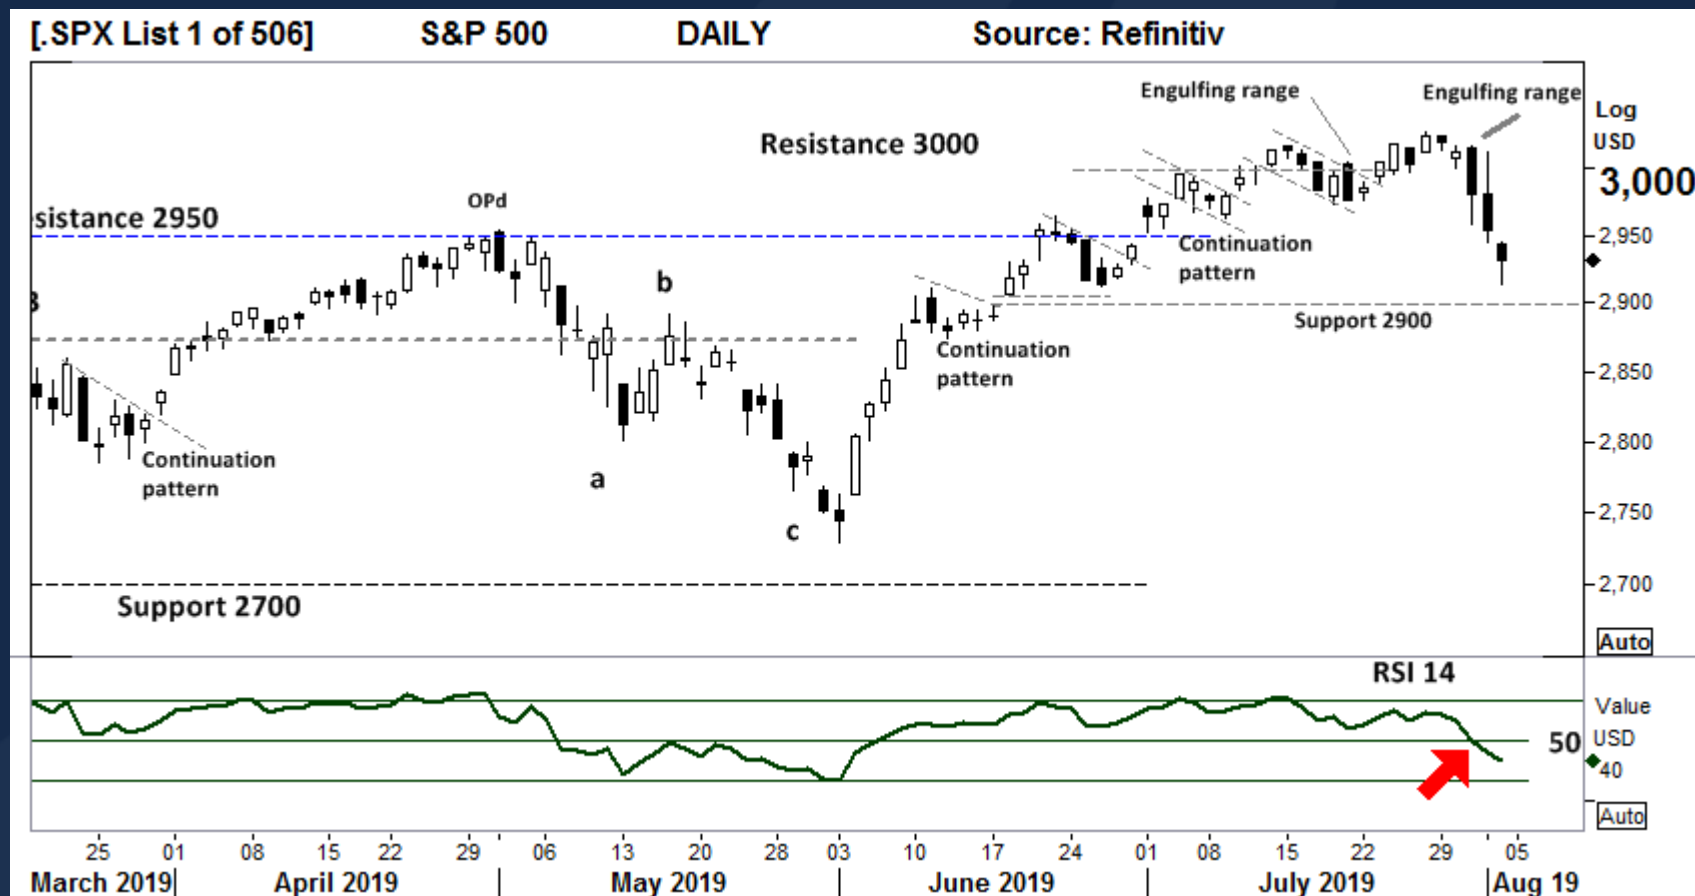 [.SPX List 1 of 506] S&P 500 DAILY Source: Refinitiv
Engulfing range
Engulfing range
Log
USD
Resistance 3000
3,000
OPd
sistance 2950
2,950
Continuation
pattern
b
2,900
Support 2900
Continuation
pattern
2,850
2,800
Continuation
pattern
a
2,750
c
2,700
Support 2700
Auto
RSI 14
Value
USD
50
40
Auto
25 01 08 15 22 29 06 13 20 28 03 10 17 24 01 08 15 22 29 05
March 2019 April 2019 May 2019 June 2019 July 2019 Aug 19